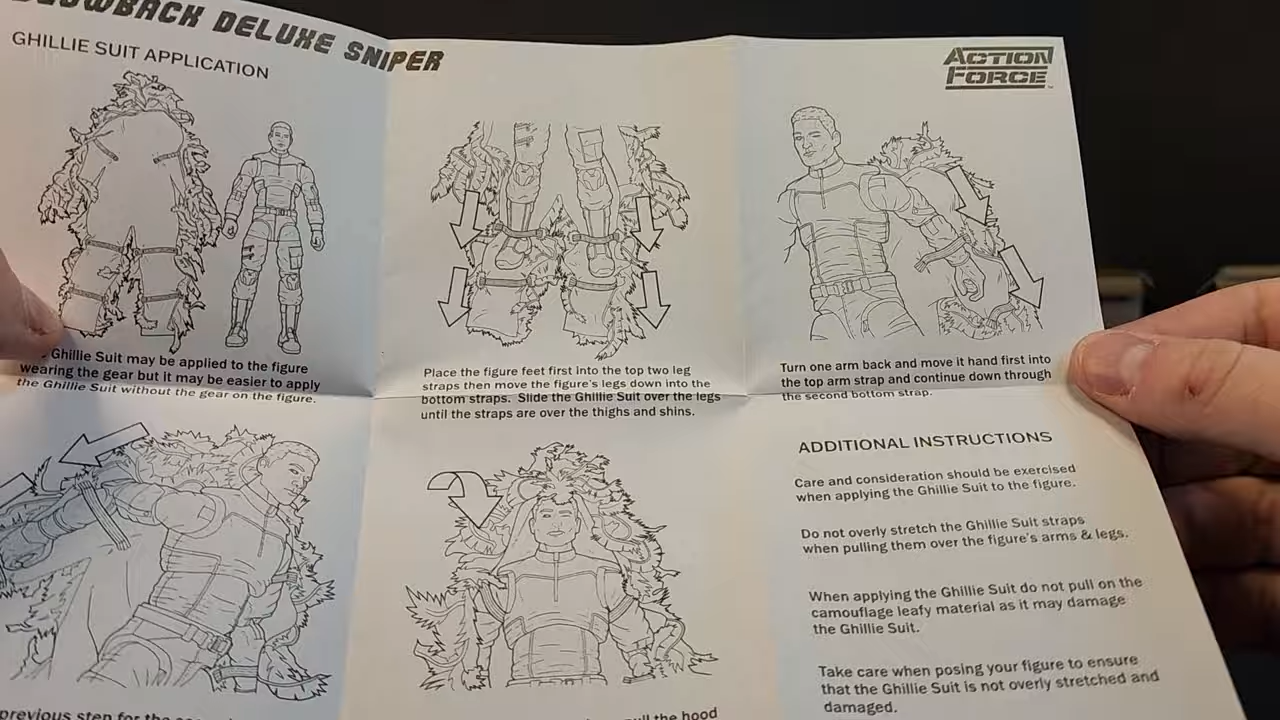 DELUXE SNIPER
GHILLIE SUIT APPLICATION
ACTION
FORCE
Ghillie Suit may be applied to the figure
wearing the gear but it may be easier to apply
the Ghillie Suit without the gear on the figure.
Place the figure feet first into the top two leg
straps then move the figure's legs down into the
bottom straps. Slide the Ghillie Suit over the legs
until the straps are over the thighs and shins.
Turn one arm back and move it hand first into
the top arm strap and continue down through
the second bottom strap.
previous step for the
the hood
ADDITIONAL INSTRUCTIONS
Care and consideration should be exercised
when applying the Ghillie Suit to the figure.
Do not overly stretch the Ghillie Suit straps
when pulling them over the figure's arms & legs.
When applying the Ghillie Suit do not pull on the
camouflage leafy material as it may damage
the Ghillie Suit.
Take care when posing your figure to ensure
that the Ghillie Suit is not overly stretched and
damaged.